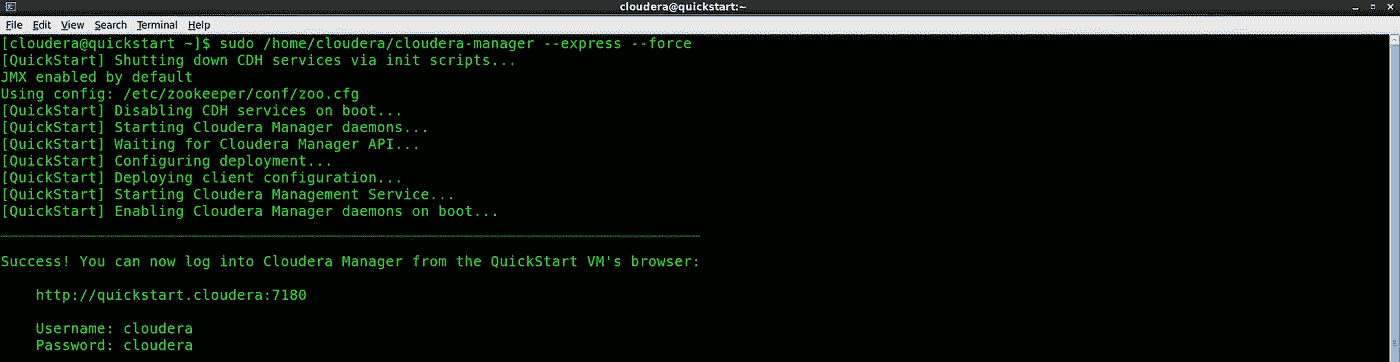 cloudera@quickstart:~
File Edit View Search Terminal Help
[cloudera@quickstart ~]$ sudo /home/cloudera/cloudera-manager --express --force
[QuickStart] Shutting down CDH services via init scripts...
JMX enabled by default
Using config: /etc/zookeeper/conf/zoo.cfg
[QuickStart] Disabling CDH services on boot...
[QuickStart] Starting Cloudera Manager daemons...
[QuickStart] Waiting for Cloudera Manager API...
[QuickStart] Configuring deployment...
[QuickStart] Deploying client configuration...
[QuickStart] Starting Cloudera Management Service...
[QuickStart] Enabling Cloudera Manager daemons on boot...
Success! You can now log into Cloudera Manager from the QuickStart VM's browser:
http://quickstart.cloudera:7180
Username: cloudera
Password: cloudera